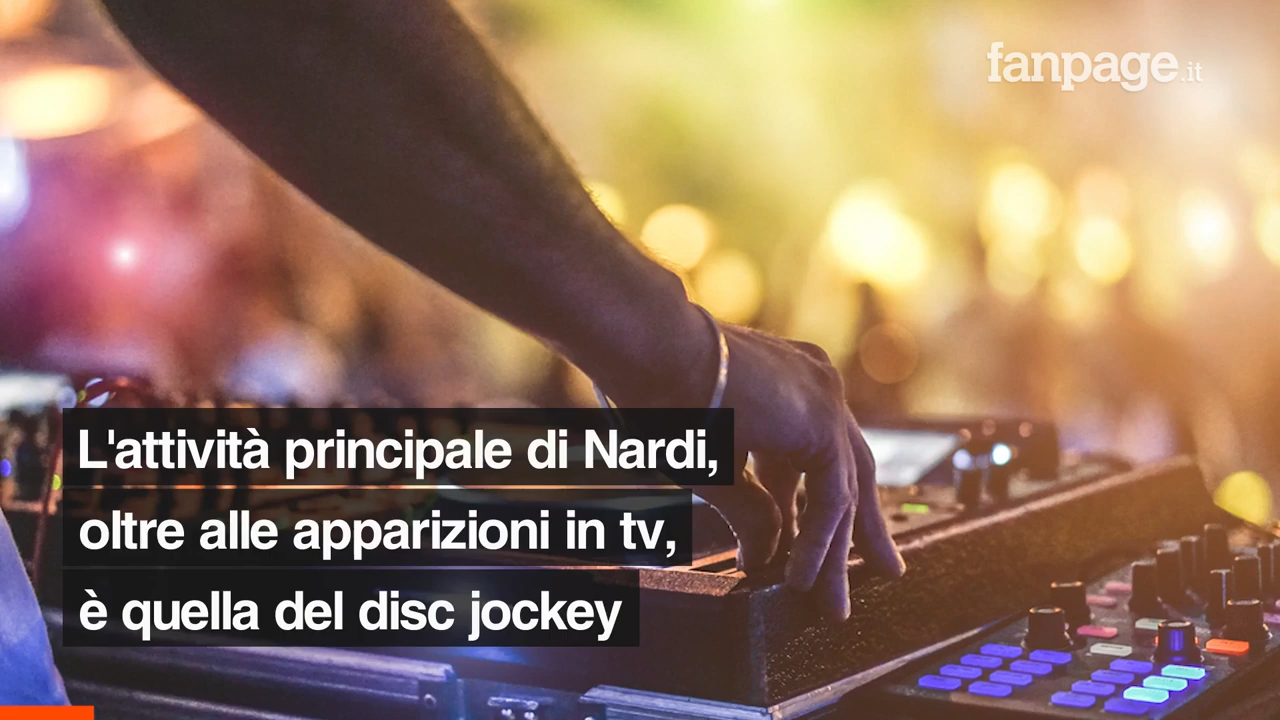 fanpage.it
L'attività principale di Nardi,
oltre alle apparizioni in tv,
è quella del disc jockey